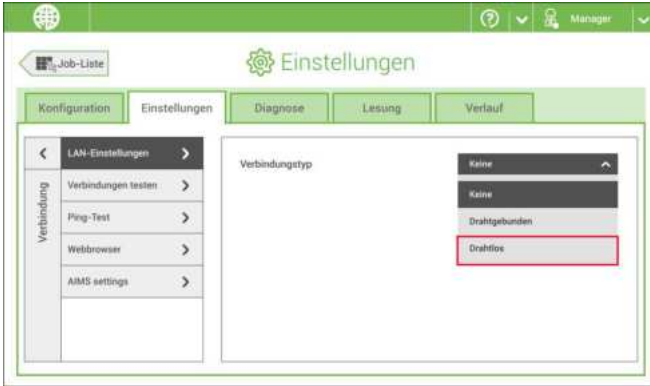 Manager
Job-Liste
Einstellungen
Konfiguration
Einstellungen
Diagnose
Lesung
Verlauf
Verbindung
LAN-Einstellungen
Verbindungen testen
Ping-Test
Webbrowser
AIMS settings
Verbindungstyp
Keine
Keine
Drahtgebunden
Drahtlos